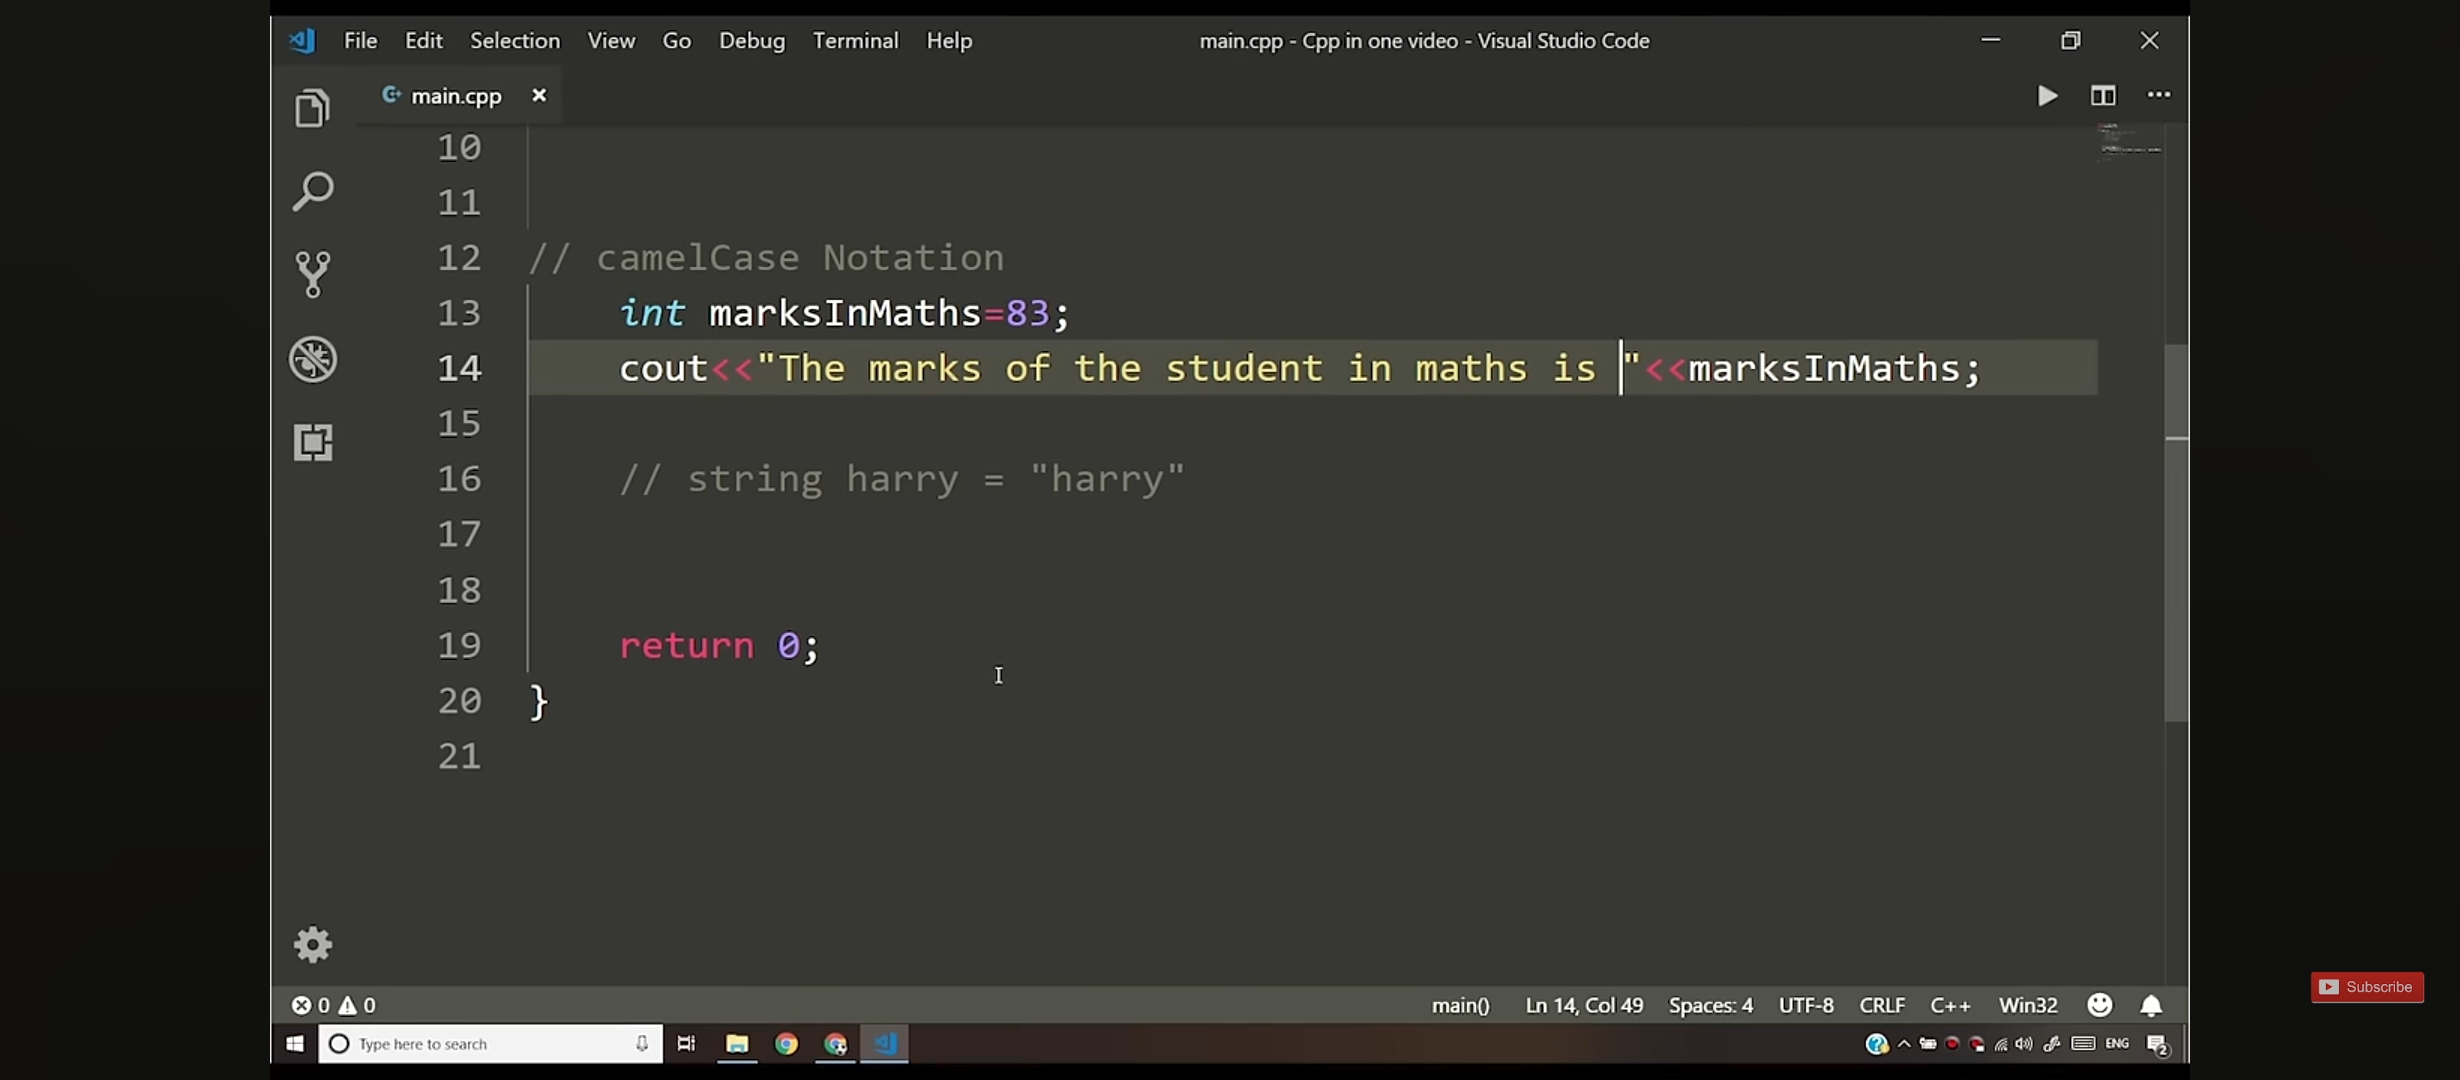 File Edit Selection View Go Debug Terminal Help main.cpp - Cpp in one video - Visual Studio Code
main.cpp
10
11
12 // camelCase Notation
13 int marksInMaths=83;
14 cout<<"The marks of the student in maths is "<<marksInMaths;
15
16 // string harry = "harry"
17
18
19 return 0;
20 }
21
0 0 main() Ln 14, Col 49 Spaces: 4 UTF-8 CRLF C++ Win32
Subscribe
Type here to search ENG 2